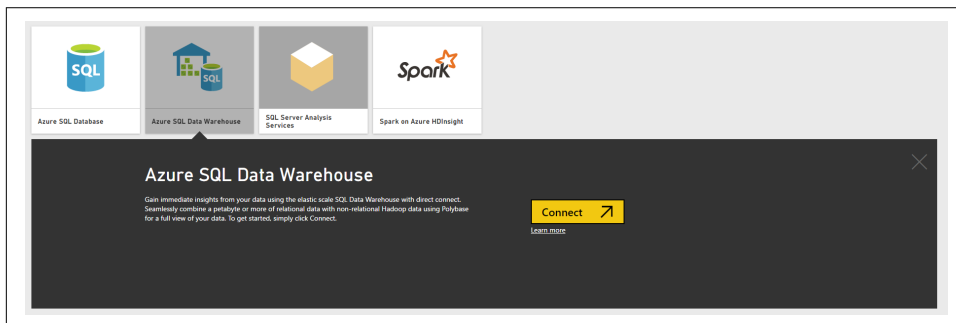 SQL
SQL
Spark
Azure SQL Database
Azure SQL Data Warehouse
SQL Server Analysis
Services
Spark on Azure HDInsight
Azure SQL Data Warehouse
Gain immediate insights from your data using the elastic scale SQL Data Warehouse with direct connect.
Seamlessly combine a petabyte or more of relational data with non-relational Hadoop data using Polybase
for a full view of your data. To get started, simply click Connect.
Connect
Learn more